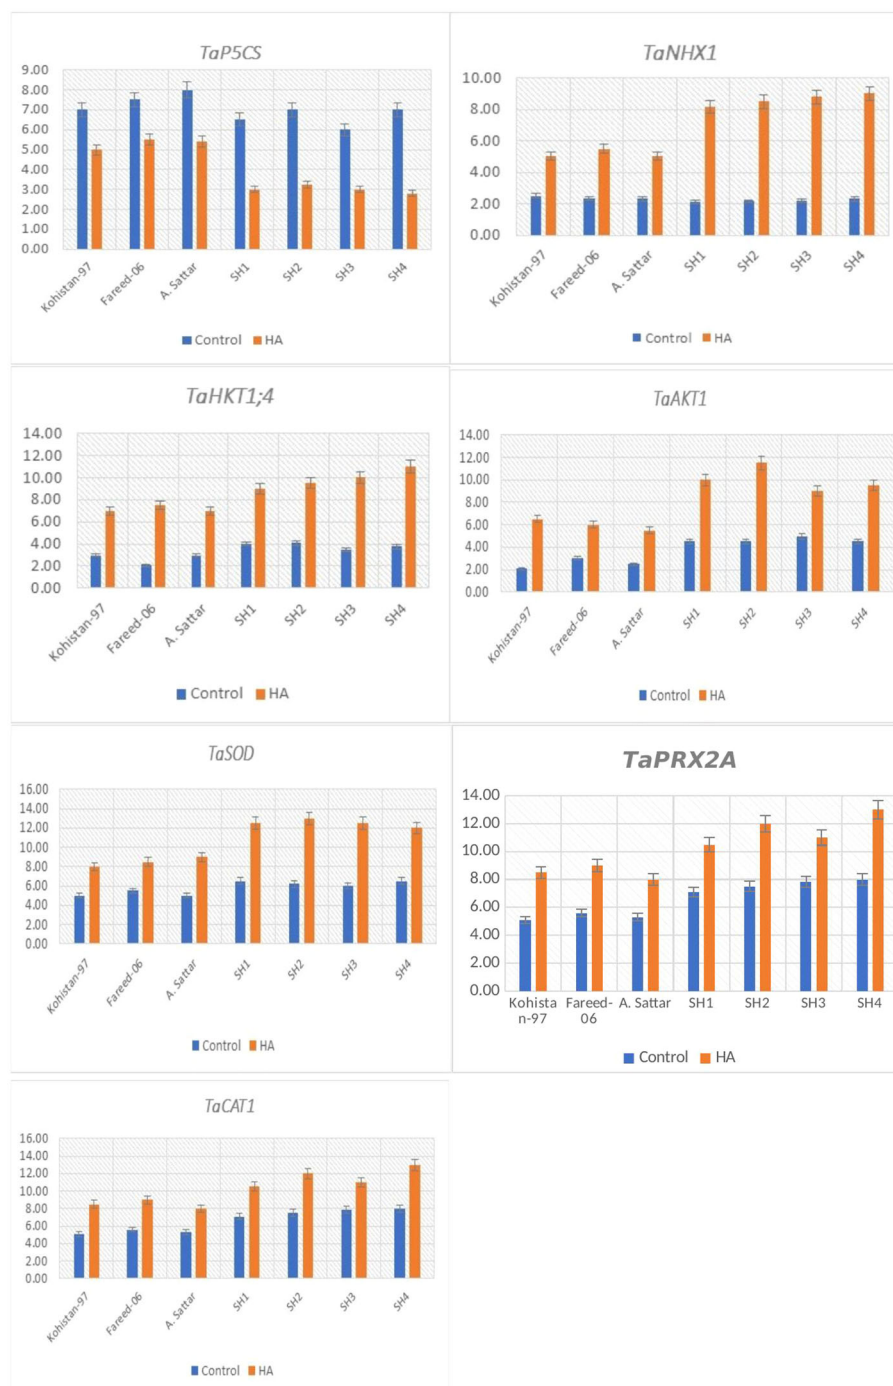 TaP5CS
9.00
8.00
7.00
6.00
5.00
4.00
3.00
2.00
1.00
0.00
Kohistan-97
Fareed-06
A. Sattar
SH1
SH2
SH3
SH4
Control HA
TaNHX1
10.00
8.00
6.00
4.00
2.00
0.00
Kohistan-97
Fareed-06
A. Sattar
SH1
SH2
SH3
SH4
Control HA
TaHKT1;4
14.00
12.00
10.00
8.00
6.00
4.00
2.00
0.00
Kohistan-97
Fareed-06
A. Sattar
SH1
SH2
SH3
SH4
Control HA
TaAKT1
14.00
12.00
10.00
8.00
6.00
4.00
2.00
0.00
Kohistan-97
Fareed-06
A. Sattar
SH1
SH2
SH3
SH4
Control HA
TaSOD
16.00
14.00
12.00
10.00
8.00
6.00
4.00
2.00
0.00
Kohistan-97
Fareed-06
A. Sattar
SH1
SH2
SH3
SH4
Control HA
TaPRX2A
14.00
12.00
10.00
8.00
6.00
4.00
2.00
0.00
Kohista Fareed- A. Sattar SH1 SH2 SH3 SH4
n-97 06
Control HA
TaCAT1
16.00
14.00
12.00
10.00
8.00
6.00
4.00
2.00
0.00
Kohistan-97
Fareed-06
A. Sattar
SH1
SH2
SH3
SH4
Control HA